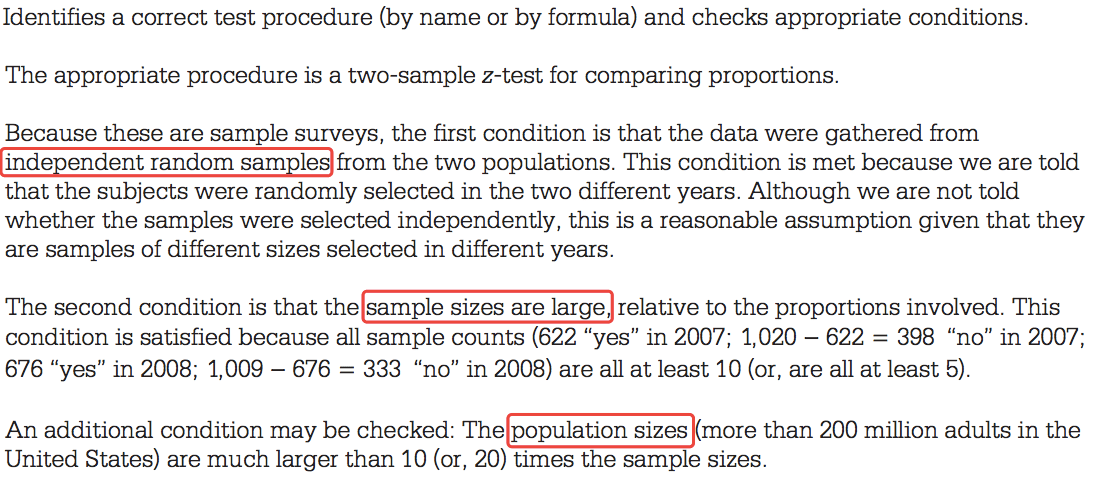 Identifies a correct test procedure (by name or by formula) and checks appropriate conditions.
The appropriate procedure is a two-sample z-test for comparing proportions.
Because these are sample surveys, the first condition is that the data were gathered from
independent random samples from the two populations. This condition is met because we are told
that the subjects were randomly selected in the two different years. Although we are not told
whether the samples were selected independently, this is a reasonable assumption given that they
are samples of different sizes selected in different years.
The second condition is that the sample sizes are large, relative to the proportions involved. This
condition is satisfied because all sample counts (622 “yes” in 2007; 1,020 – 622 = 398 “no” in 2007;
676 “yes” in 2008; 1,009 – 676 = 333 “no” in 2008) are all at least 10 (or, are all at least 5).
An additional condition may be checked: The population sizes (more than 200 million adults in the
United States) are much larger than 10 (or, 20) times the sample sizes.